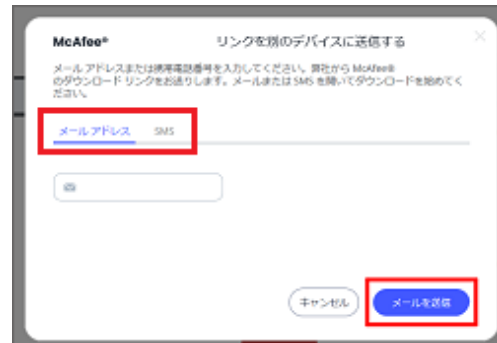 McAfee® リンクを別のデバイスに送信する
メール アドレスまたは携帯電話番号を入力してください。弊社から McAfee®
のダウンロード リンクをお送りします。メールまたは SMS を開いてダウンロードを始めてく
ださい。
メール アドレス SMS
キャンセル メールを送信